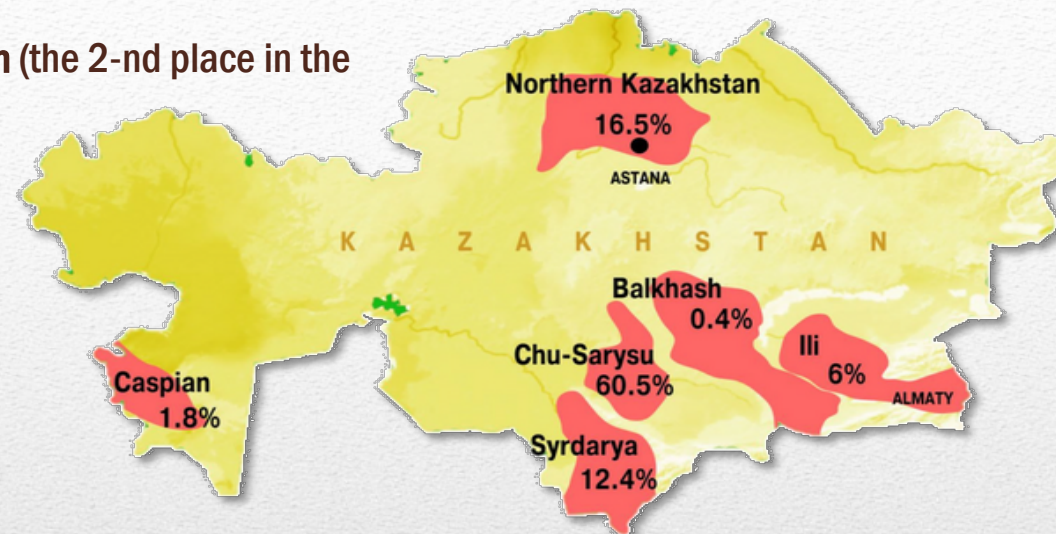 n (the 2-nd place in the
Northern Kazakhstan
16.5%
ASTANA
K A Z A K H S T A N
Balkhash
0.4%
Ili
6%
Chu-Sarysu
60.5%
ALMATY
Caspian
1.8%
Syrdarya
12.4%